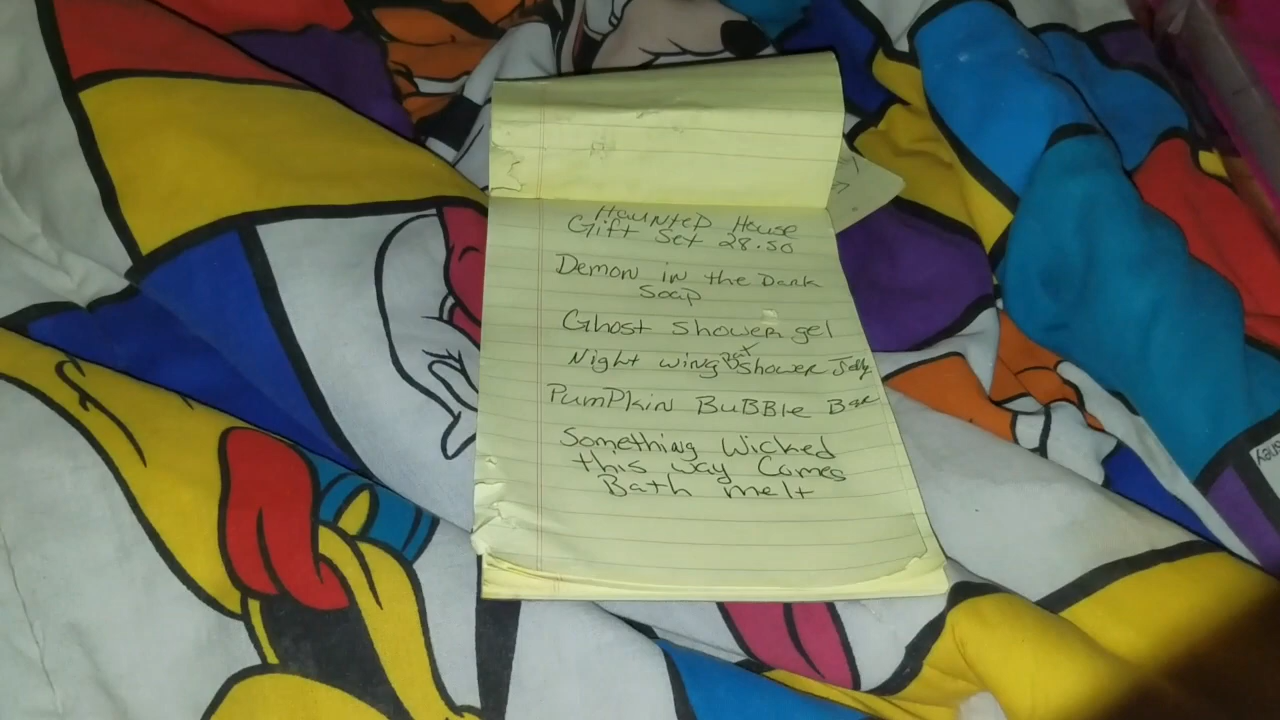 Haunted House
Gift Set 28.50
Demon in the Dark
Soap
Ghost shower gel
Night wing Bat shower Jelly
PumPkin BuBBle Bar
Something Wicked
this way Comes
Bath melt